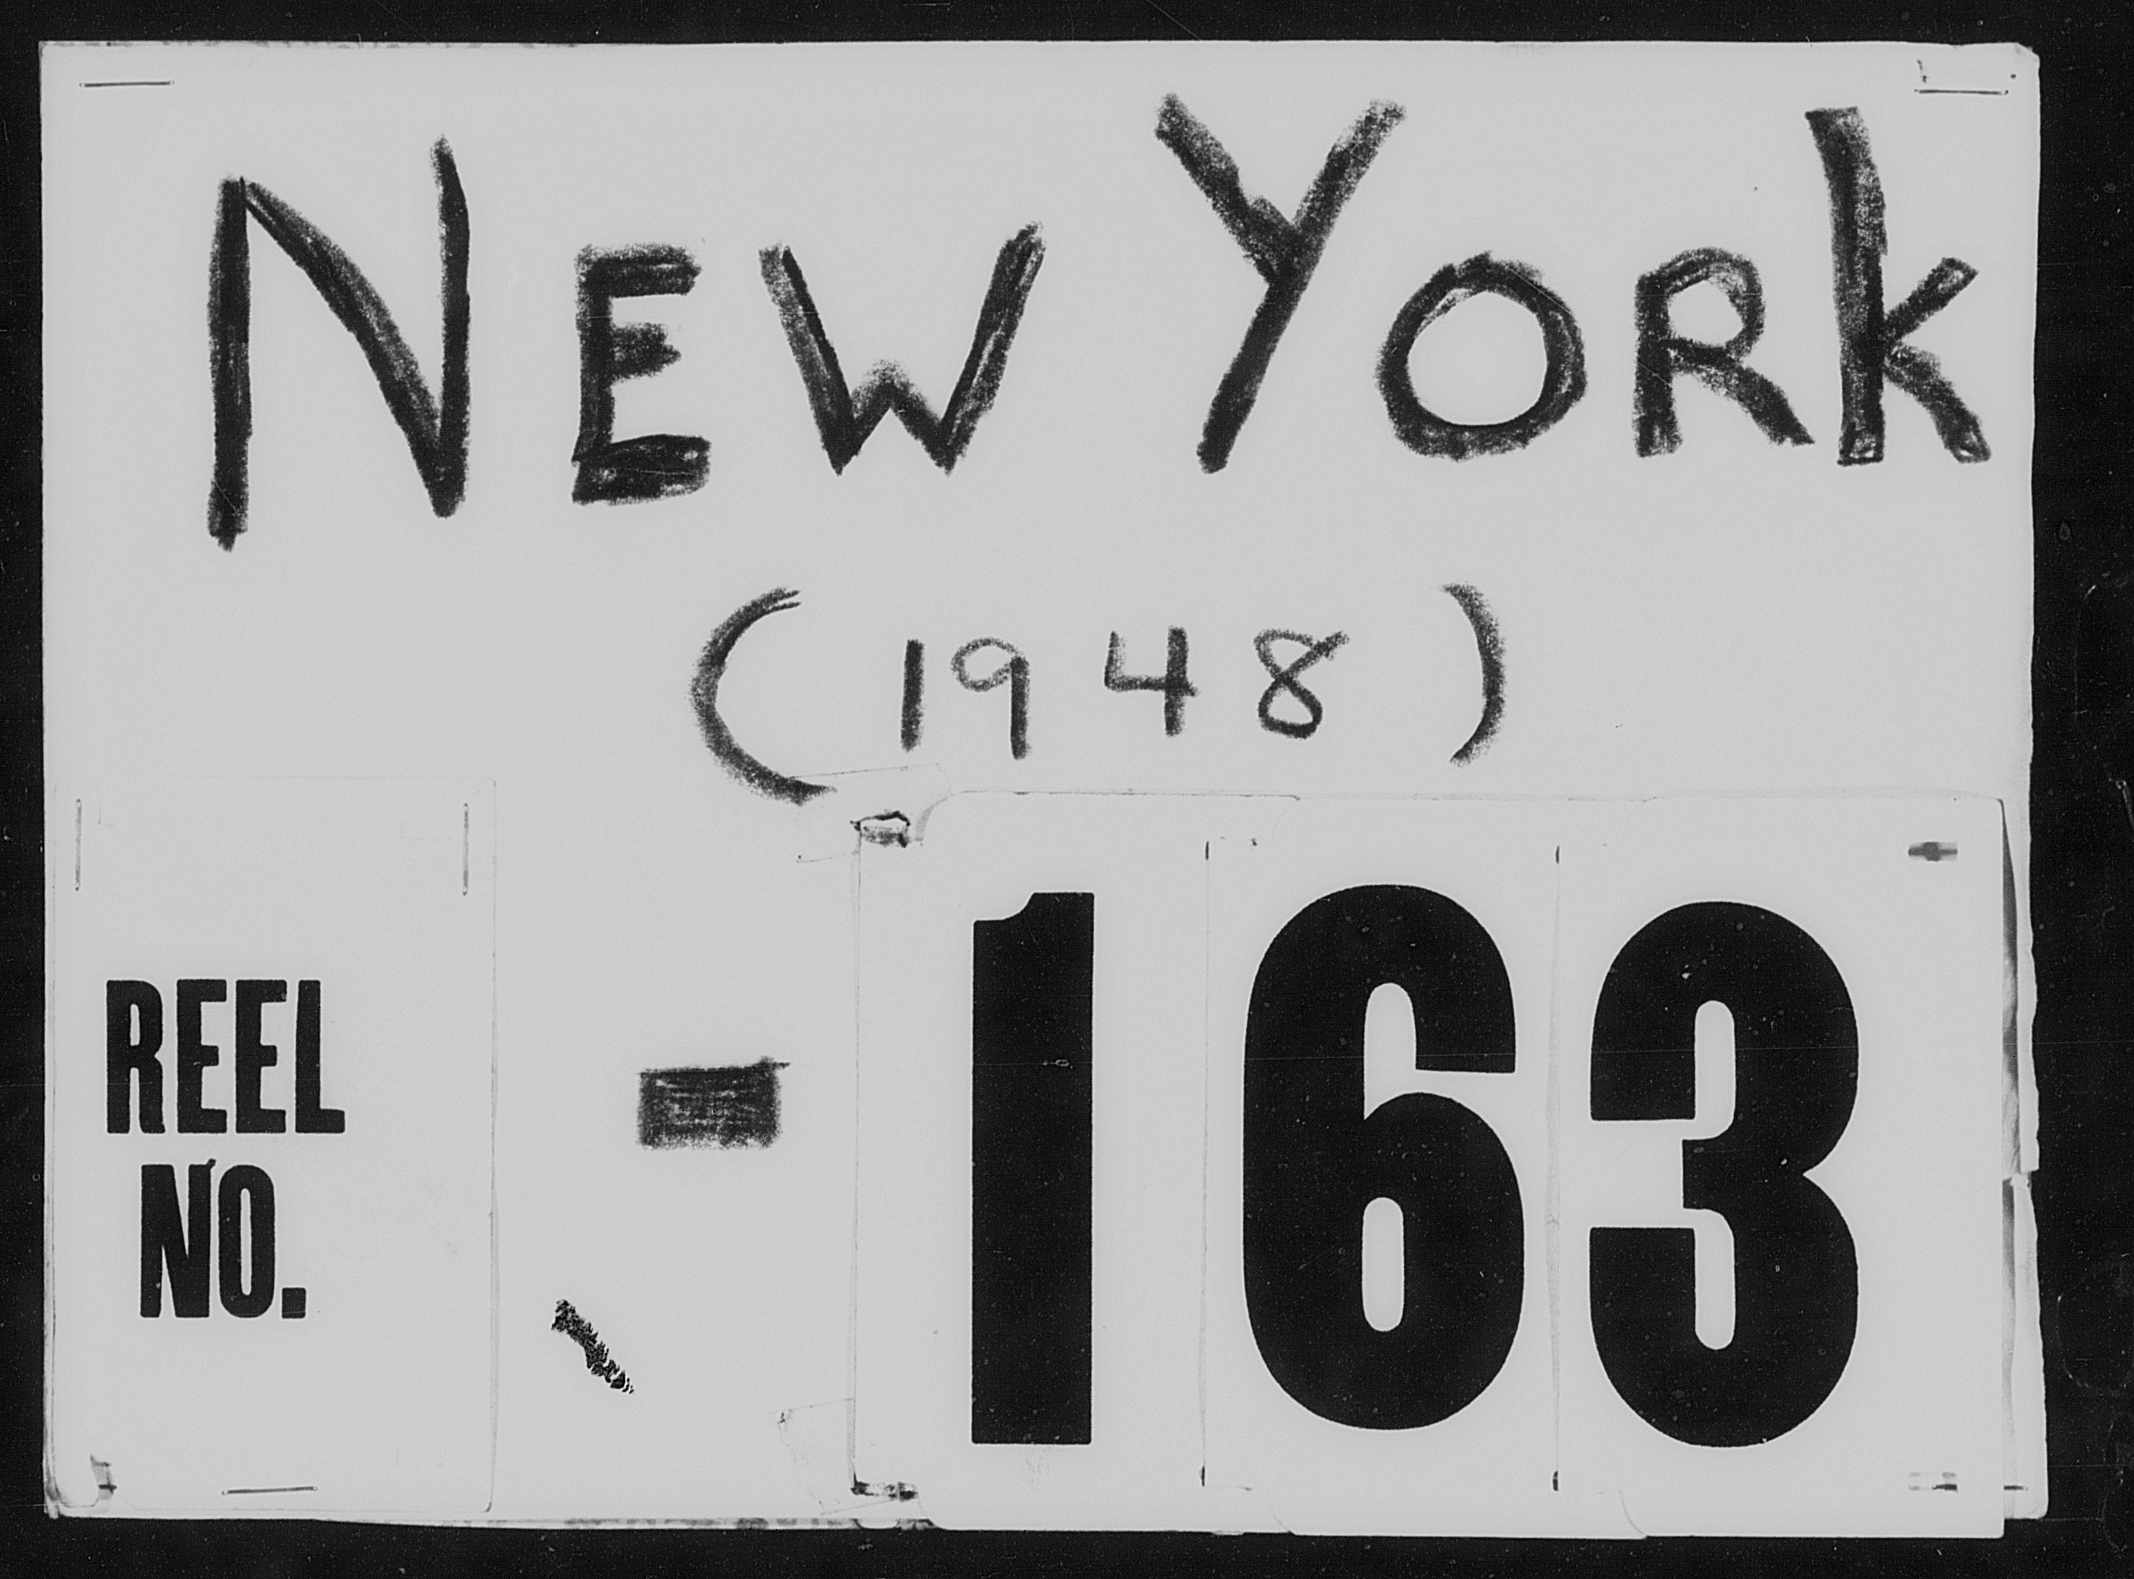 NEW YORK
(1948)
REEL
NO.
- 163